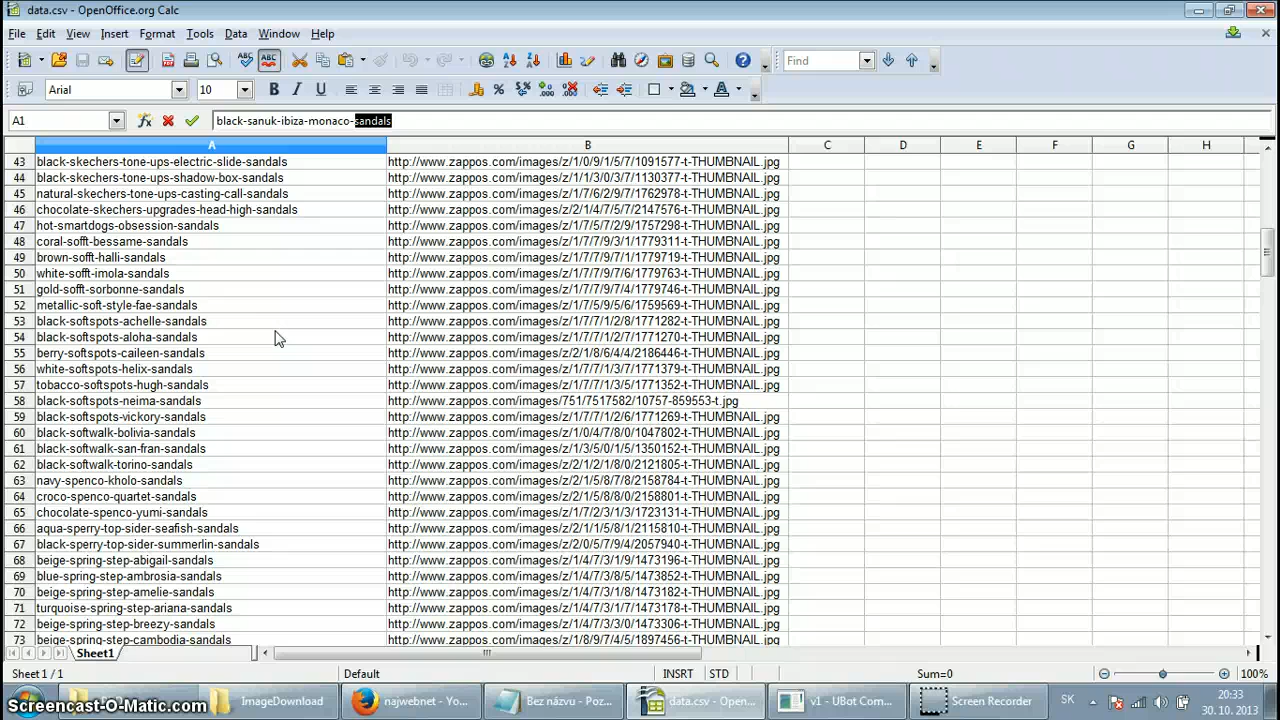 data.csv - OpenOffice.org Calc
File Edit View Insert Format Tools Data Window Help
Find
Arial 10
A1 black-sanuk-ibiza-monaco-sandals
A B C D E F G H
43 black-skechers-tone-ups-electric-slide-sandals http://www.zappos.com/images/z/1/0/9/1/5/7/1091577-t-THUMBNAIL.jpg
44 black-skechers-tone-ups-shadow-box-sandals http://www.zappos.com/images/z/1/1/3/0/3/7/1130377-t-THUMBNAIL.jpg
45 natural-skechers-tone-ups-casting-call-sandals http://www.zappos.com/images/z/1/7/6/2/9/7/1762978-t-THUMBNAIL.jpg
46 chocolate-skechers-upgrades-head-high-sandals http://www.zappos.com/images/z/2/1/4/7/5/7/2147576-t-THUMBNAIL.jpg
47 hot-smartdogs-obsession-sandals http://www.zappos.com/images/z/1/7/5/7/2/9/1757298-t-THUMBNAIL.jpg
48 coral-sofft-bessame-sandals http://www.zappos.com/images/z/1/7/7/9/3/1/1779311-t-THUMBNAIL.jpg
49 brown-sofft-halli-sandals http://www.zappos.com/images/z/1/7/7/9/7/1/1779719-t-THUMBNAIL.jpg
50 white-sofft-imola-sandals http://www.zappos.com/images/z/1/7/7/9/7/6/1779763-t-THUMBNAIL.jpg
51 gold-sofft-sorbonne-sandals http://www.zappos.com/images/z/1/7/7/9/7/4/1779746-t-THUMBNAIL.jpg
52 metallic-soft-style-fae-sandals http://www.zappos.com/images/z/1/7/5/9/5/6/1759569-t-THUMBNAIL.jpg
53 black-softspots-achelle-sandals http://www.zappos.com/images/z/1/7/7/1/2/8/1771282-t-THUMBNAIL.jpg
54 black-softspots-aloha-sandals http://www.zappos.com/images/z/1/7/7/1/2/7/1771270-t-THUMBNAIL.jpg
55 berry-softspots-caileen-sandals http://www.zappos.com/images/z/2/1/8/6/4/4/2186446-t-THUMBNAIL.jpg
56 white-softspots-helix-sandals http://www.zappos.com/images/z/1/7/7/1/3/7/1771379-t-THUMBNAIL.jpg
57 tobacco-softspots-hugh-sandals http://www.zappos.com/images/z/1/7/7/1/3/5/1771352-t-THUMBNAIL.jpg
58 black-softspots-neima-sandals http://www.zappos.com/images/751/7517582/10757-859553-t.jpg
59 black-softspots-vickory-sandals http://www.zappos.com/images/z/1/7/7/1/2/6/1771269-t-THUMBNAIL.jpg
60 black-softwalk-bolivia-sandals http://www.zappos.com/images/z/1/0/4/7/8/0/1047802-t-THUMBNAIL.jpg
61 black-softwalk-san-fran-sandals http://www.zappos.com/images/z/1/3/5/0/1/5/1350152-t-THUMBNAIL.jpg
62 black-softwalk-torino-sandals http://www.zappos.com/images/z/2/1/2/1/8/0/2121805-t-THUMBNAIL.jpg
63 navy-spenco-kholo-sandals http://www.zappos.com/images/z/2/1/5/8/7/8/2158784-t-THUMBNAIL.jpg
64 croco-spenco-quartet-sandals http://www.zappos.com/images/z/2/1/5/8/8/0/2158801-t-THUMBNAIL.jpg
65 chocolate-spenco-yumi-sandals http://www.zappos.com/images/z/1/7/2/3/1/3/1723131-t-THUMBNAIL.jpg
66 aqua-sperry-top-sider-seafish-sandals http://www.zappos.com/images/z/2/1/1/5/8/1/2115810-t-THUMBNAIL.jpg
67 black-sperry-top-sider-summerlin-sandals http://www.zappos.com/images/z/2/0/5/7/9/4/2057940-t-THUMBNAIL.jpg
68 beige-spring-step-abigail-sandals http://www.zappos.com/images/z/1/4/7/3/1/9/1473196-t-THUMBNAIL.jpg
69 blue-spring-step-ambrosia-sandals http://www.zappos.com/images/z/1/4/7/3/8/5/1473852-t-THUMBNAIL.jpg
70 beige-spring-step-amelie-sandals http://www.zappos.com/images/z/1/4/7/3/1/8/1473182-t-THUMBNAIL.jpg
71 turquoise-spring-step-ariana-sandals http://www.zappos.com/images/z/1/4/7/3/1/7/1473178-t-THUMBNAIL.jpg
72 beige-spring-step-breezy-sandals http://www.zappos.com/images/z/1/4/7/3/3/0/1473306-t-THUMBNAIL.jpg
73 beige-spring-step-cambodia-sandals http://www.zappos.com/images/z/1/8/9/7/4/5/1897456-t-THUMBNAIL.jpg
Sheet1
Sheet 1 / 1 Default INSRT STD Sum=0 100%
ImageDownload najwebnet - Yo... Bez názvu - Poz... data.csv - Open... v1 - UBot Com... Screen Recorder SK 20:33
30. 10. 2013
Screencast-O-Matic.com